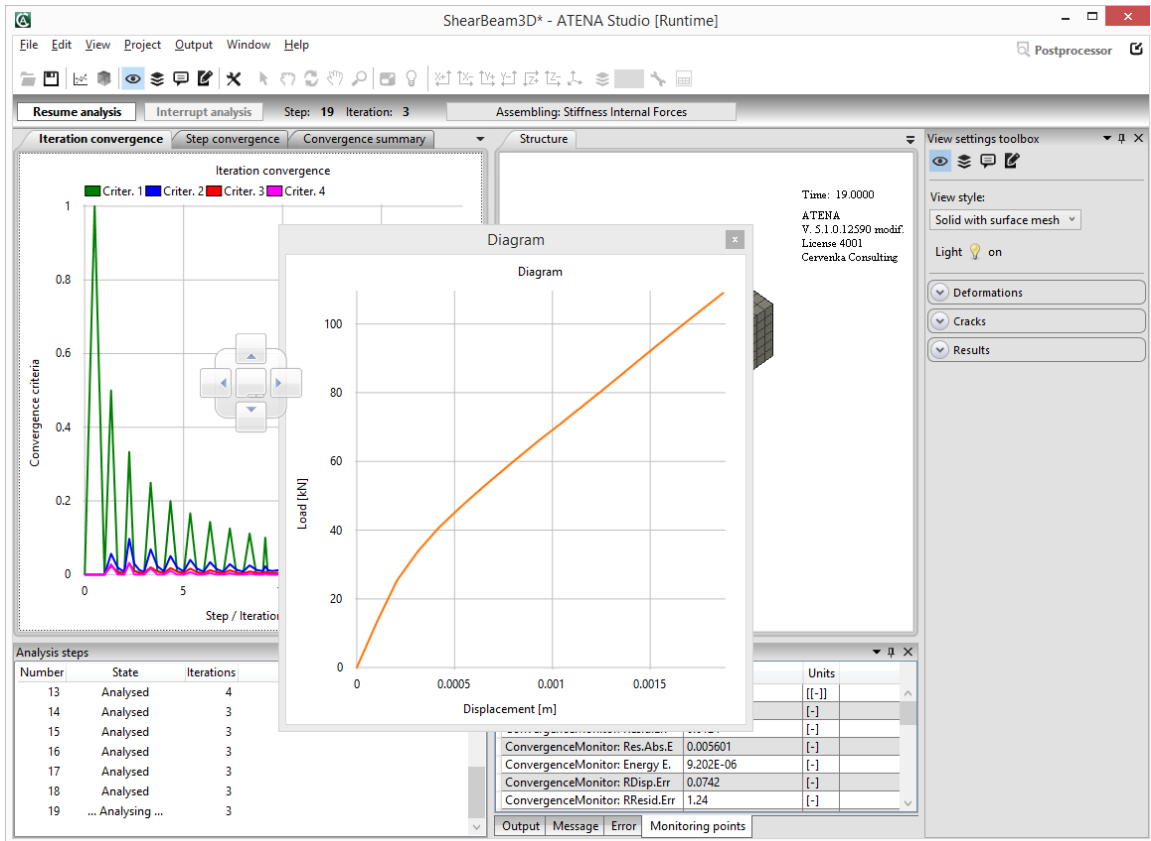 ShearBeam3D* - ATENA Studio [Runtime]
File Edit View Project Output Window Help
Postprocessor
Resume analysis Interrupt analysis Step: 19 Iteration: 3 Assembling: Stiffness Internal Forces
Iteration convergence Step convergence Convergence summary
Iteration convergence
Criter. 1 Criter. 2 Criter. 3 Criter. 4
1
0.8
0.6
0.4
0.2
0
0 5
Convergence criteria
Step / Iteration
Structure
Time: 19.0000
ATENA
V. 5.1.0.12590 modif.
License 4001
Cervenka Consulting
Diagram
Diagram
100
80
60
40
20
0
0 0.0005 0.001 0.0015
Load [kN]
Displacement [m]
View settings toolbox
View style:
Solid with surface mesh
Light on
Deformations
Cracks
Results
Analysis steps
Number State Iterations
13 Analysed 4
14 Analysed 3
15 Analysed 3
16 Analysed 3
17 Analysed 3
18 Analysed 3
19 ... Analysing ... 3
Units
[[-]]
[-]
[-]
ConvergenceMonitor: Res.Abs.E 0.005601 [-]
ConvergenceMonitor: Energy E. 9.202E-06 [-]
ConvergenceMonitor: RDisp.Err 0.0742 [-]
ConvergenceMonitor: RResid.Err 1.24 [-]
Output Message Error Monitoring points